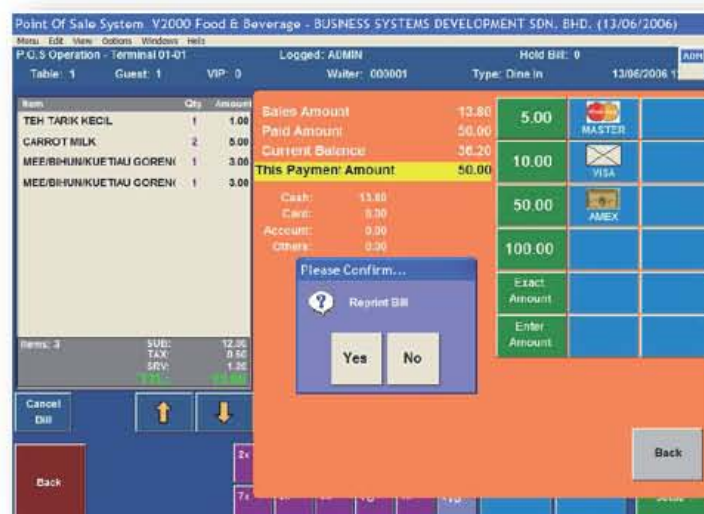 Point Of Sale System V2000 Food & Beverage - BUSINESS SYSTEMS DEVELOPMENT SDN. BHD. (13/06/2006)
Menu Edit View Options Windows Help
P.O.S Operation - Terminal 01-01 Logged: ADMIN Hold Bill: 0
Table: 1 Guest: 1 VIP: 0 Waiter: 000001 Type: Dine In 13/06/2006
Item Qty Amount
TEH TARIK KECIL 1 1.00
CARROT MILK 2 5.00
MEE/BIHUN/KUETIAU GOREN( 1 3.00
MEE/BIHUN/KUETIAU GOREN( 1 3.00
Items: 3 SUB: 12.00
TAX: 0.60
SRV: 1.20
Cancel
Bill
Back
Sales Amount 13.80
Paid Amount 50.00
Current Balance 36.20
This Payment Amount 50.00
Cash: 13.80
Card: 0.00
Account: 0.00
Others: 0.00
Please Confirm...
Reprint Bill
Yes No
5.00
10.00
50.00
100.00
Exact
Amount
Enter
Amount
MASTER
VISA
AMEX
Back
2x
7x